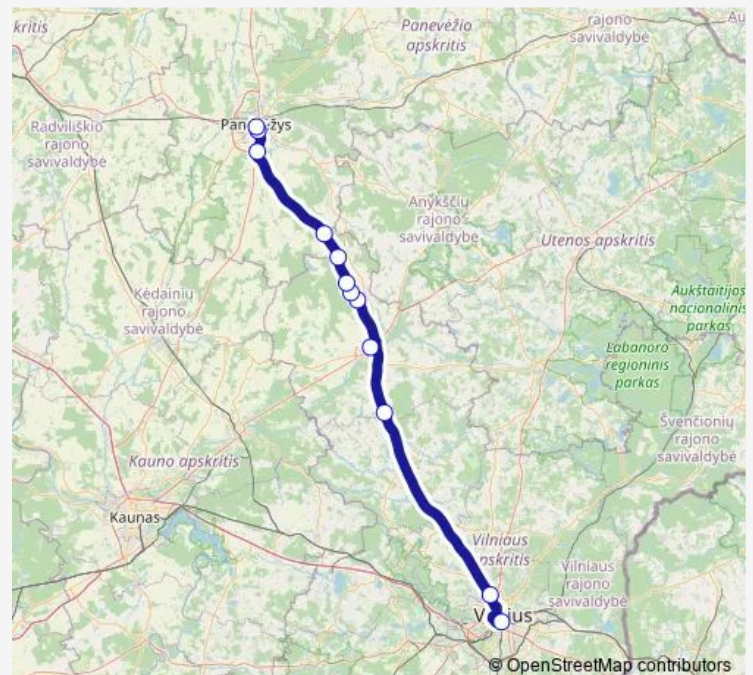 kritis
Panevėžio
apskritis
rajono
savivaldybė
Radviliškio
rajono
savivaldybė
Anykščių
rajono
savivaldybė
Utenos apskritis
Kėdainių
rajono
savivaldybė
Aukštaitijos
nacionalinis
parkas
Labanoro
regioninis
parkas
Švenčionių
rajono
savivaldybė
Kauno apskritis
Kaunas
Vilniaus
Vilniaus
rajono
savivaldybė
© OpenStreetMap contributors